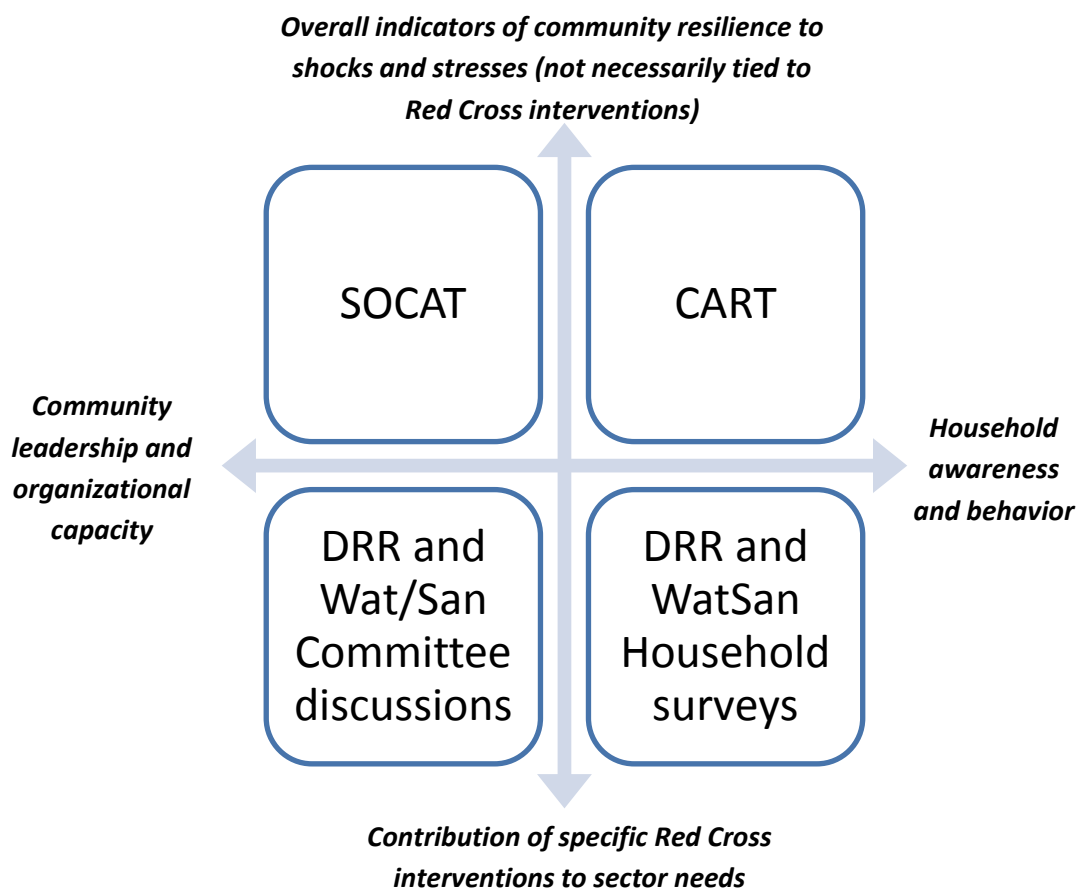 Overall indicators of community resilience to
shocks and stresses (not necessarily tied to
Red Cross interventions)
SOCAT
CART
Community
leadership and
organizational
capacity
Household
awareness
and behavior
DRR and
Wat/San
Committee
discussions
DRR and
WatSan
Household
surveys
Contribution of specific Red Cross
interventions to sector needs